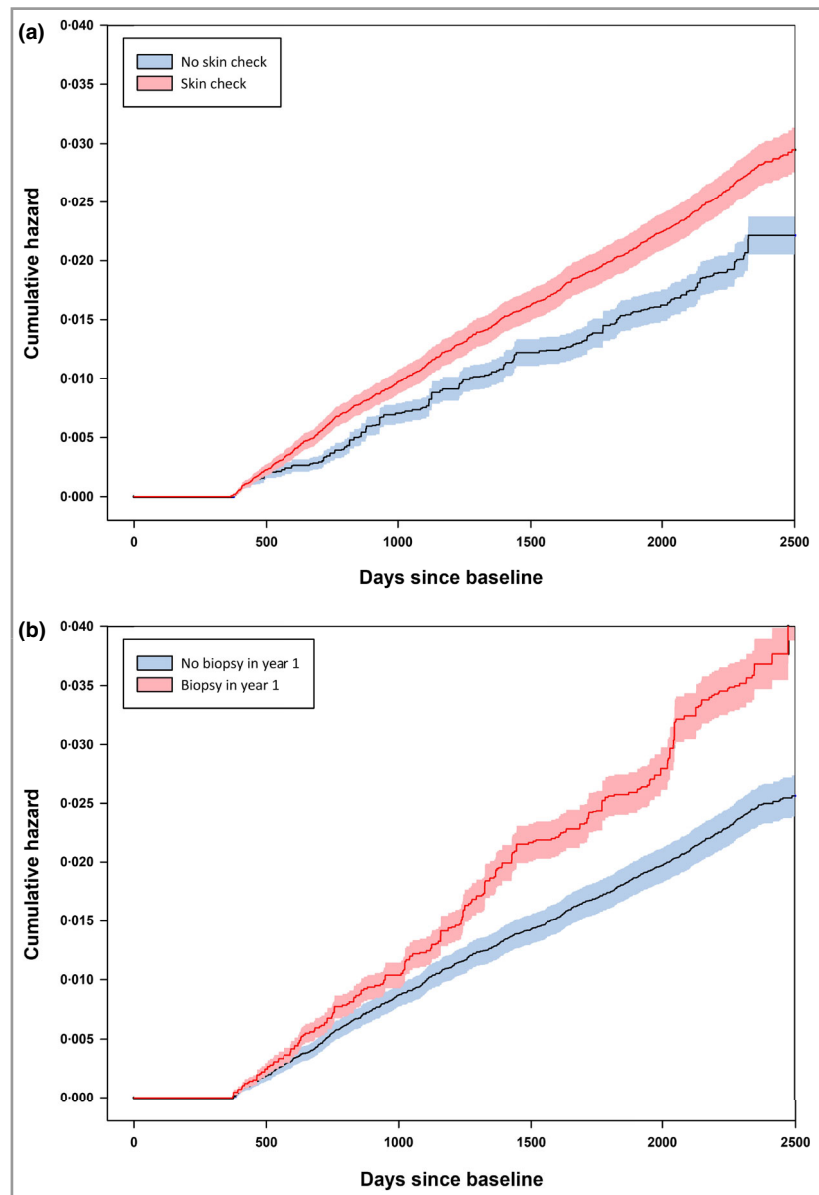 (a)
No skin check
Skin check
0·040
0·035
0·030
0·025
0·020
0·015
0·010
0·005
0·000
Cumulative hazard
0 500 1000 1500 2000 2500
Days since baseline
(b)
No biopsy in year 1
Biopsy in year 1
0·040
0·035
0·030
0·025
0·020
0·015
0·010
0·005
0·000
Cumulative hazard
0 500 1000 1500 2000 2500
Days since baseline